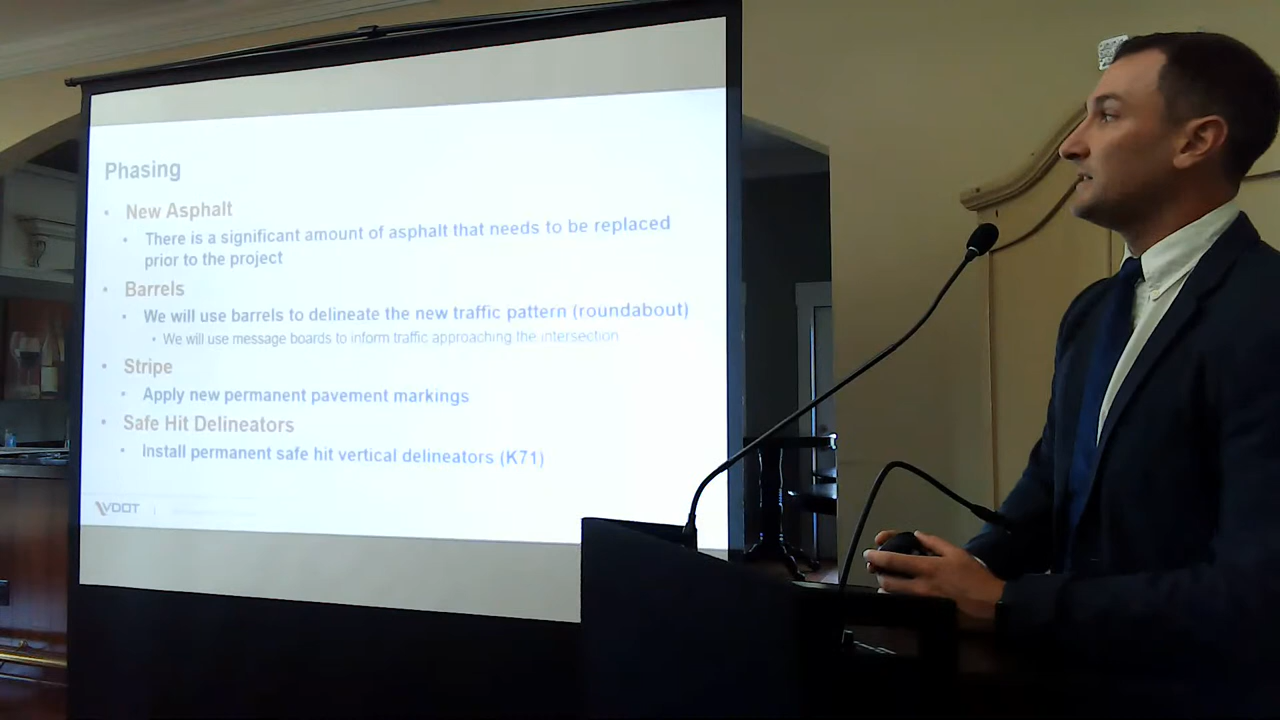 Phasing
• New Asphalt
• There is a significant amount of asphalt that needs to be replaced
prior to the project
• Barrels
• We will use barrels to delineate the new traffic pattern (roundabout)
• We will use message boards to inform traffic approaching the intersection
• Stripe
• Apply new permanent pavement markings
• Safe Hit Delineators
• Install permanent safe hit vertical delineators (K71)
VDOT